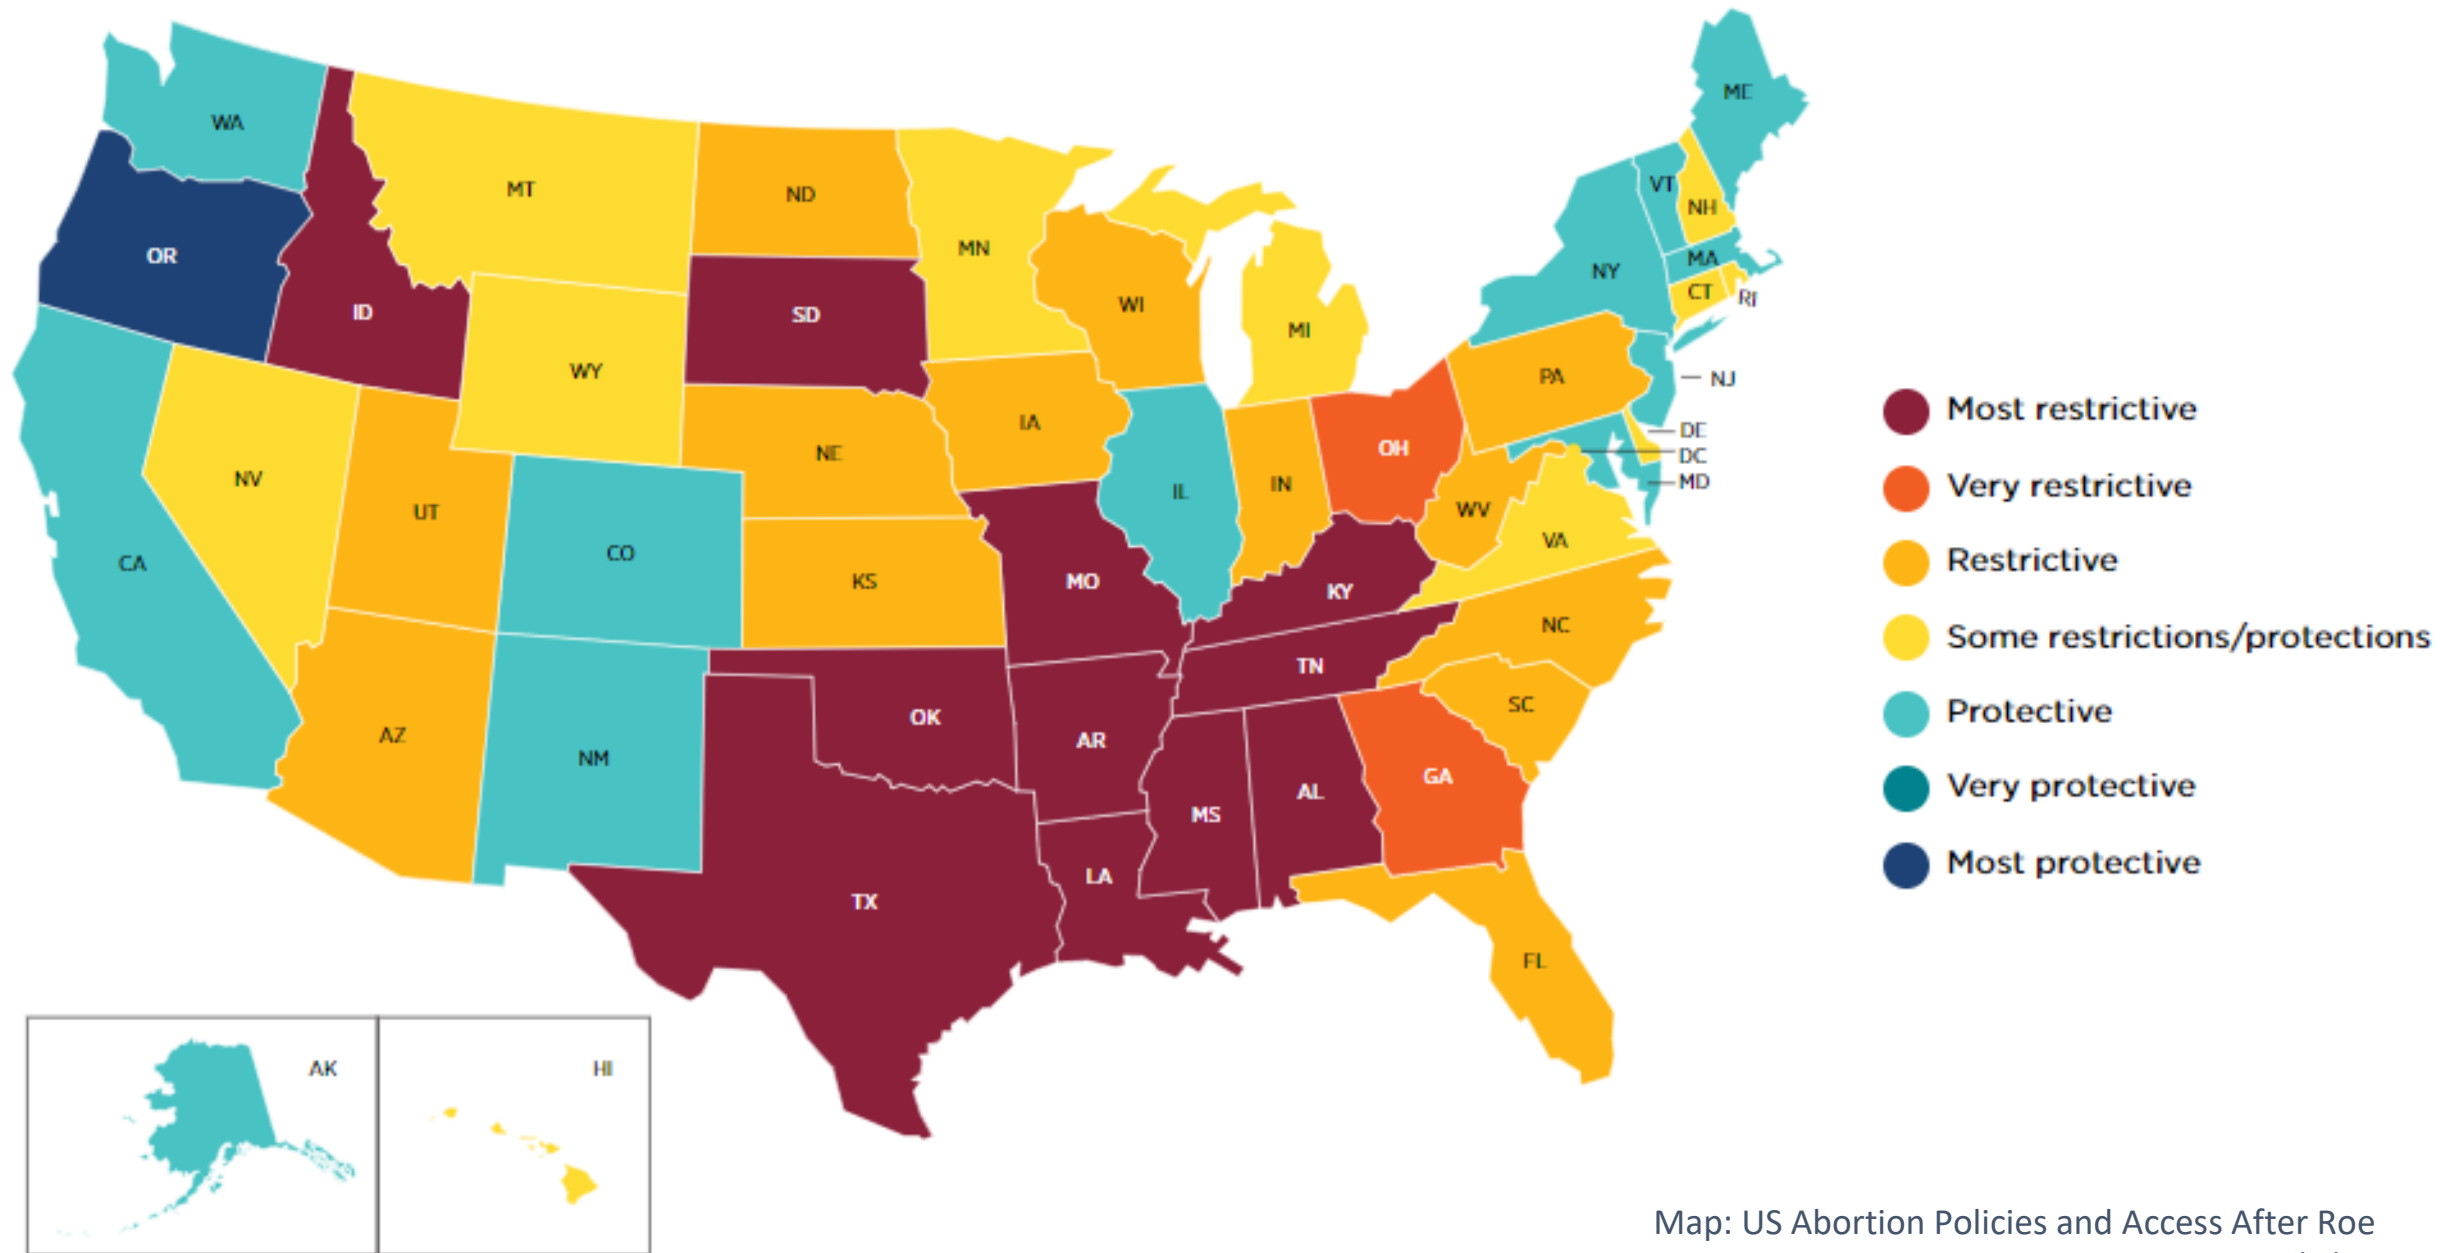 ME
WA
VT
MT
ND
NH
MN
OR
MA
NY
CT
RI
SD
WI
ID
MI
WY
PA
NJ
Most restrictive
IA
DE
OH
NE
DC
NV
MD
IN
IL
Very restrictive
UT
WV
VA
CO
CA
Restrictive
KS
MO
KY
NC
Some restrictions/protections
TN
SC
Protective
OK
AZ
AR
NM
GA
Very protective
AL
MS
Most protective
LA
TX
FL
AK
HI
Map: US Abortion Policies and Access After Roe